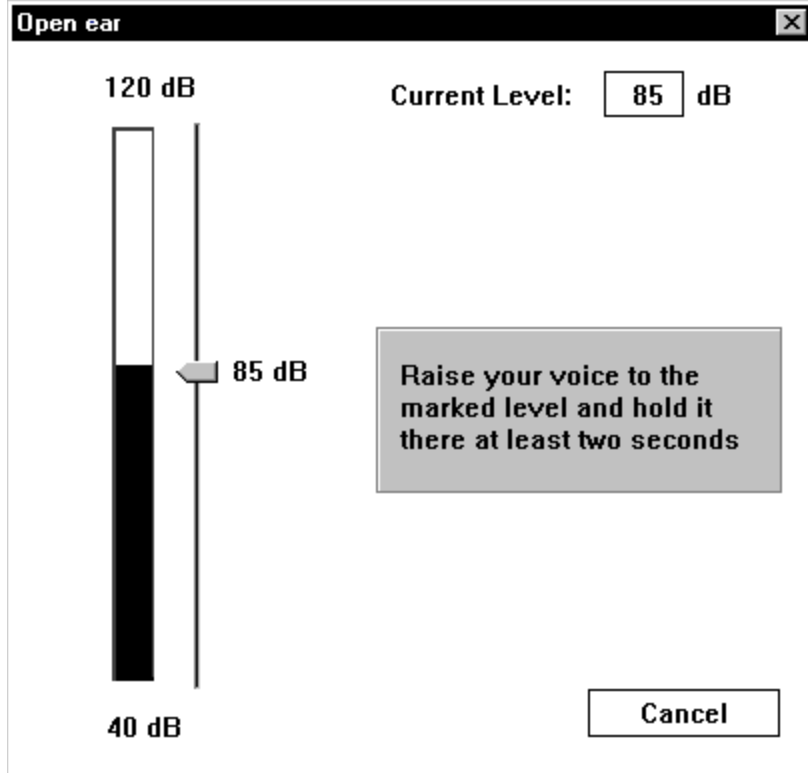 Open ear
120 dB
Current Level: 85 dB
85 dB
Raise your voice to the
marked level and hold it
there at least two seconds
40 dB
Cancel